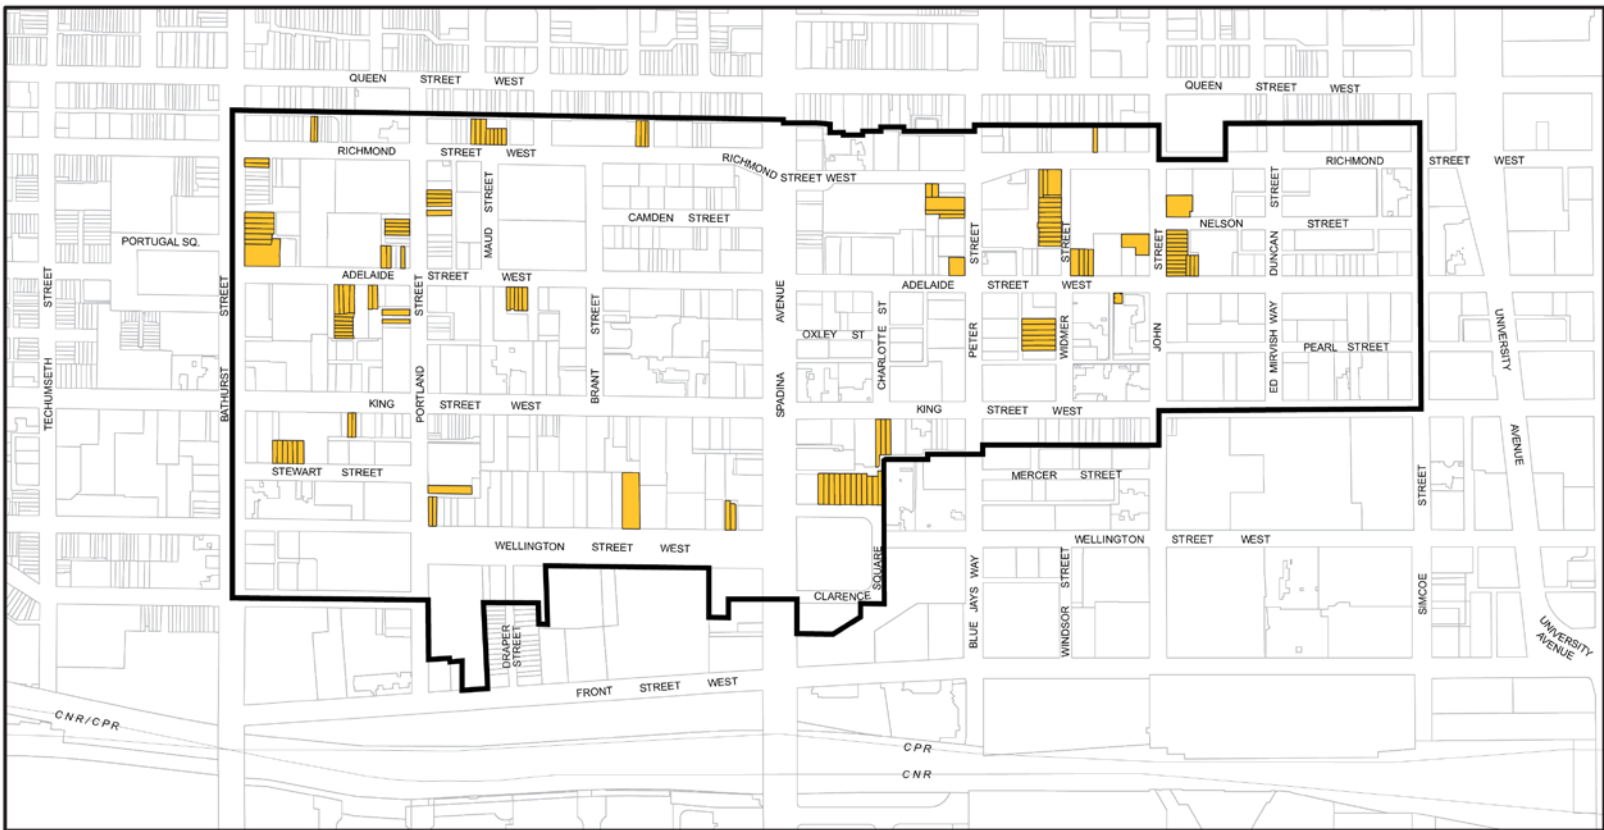 QUEEN STREET WEST
QUEEN STREET WEST
RICHMOND STREET WEST
RICHMOND STREET WEST
RICHMOND STREET WEST
CAMDEN STREET
NELSON STREET
PORTUGAL SQ.
MAUD STREET
ADELAIDE STREET WEST
ADELAIDE STREET WEST
TECHUMSETH STREET
BATHURST STREET
PORTLAND STREET
BRANT STREET
SPADINA AVENUE
CHARLOTTE ST
OXLEY ST
PETER STREET
WIDMER STREET
JOHN STREET
DUNCAN STREET
ED MIRVISH WAY
PEARL STREET
UNIVERSITY AVENUE
KING STREET WEST
KING STREET WEST
STEWART STREET
MERCER STREET
WELLINGTON STREET WEST
WELLINGTON STREET WEST
CLARENCE SQUARE
BLUE JAYS WAY
WINDSOR STREET
SIMCOE STREET
DRAPER STREET
UNIVERSITY AVENUE
FRONT STREET WEST
CNR/CPR
CPR
CNR